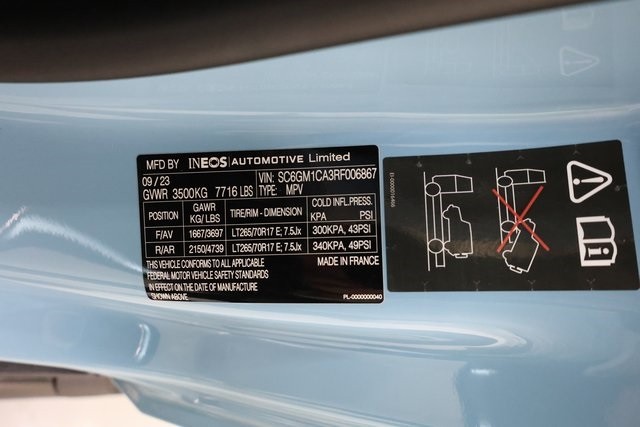 MFD BY INEOS AUTOMOTIVE Limited
09 / 23 VIN: SC6GM1CA3RF006867
GVWR 3500KG 7716 LBS TYPE: MPV
POSITION GAWR KG/ LBS TIRE/RIM - DIMENSION COLD INFL.PRESS. KPA PSI
F/AV 1667/3697 LT265/70R17 E; 7.5Jx 300KPA, 43PSI
R/AR 2150/4739 LT265/70R17 E; 7.5Jx 340KPA, 49PSI
THIS VEHICLE CONFORMS TO ALL APPLICABLE MADE IN FRANCE
FEDERAL MOTOR VEHICLE SAFETY STANDARDS
IN EFFECT ON THE DATE OF MANUFACTURE
SHOWN ABOVE PL-0000000040